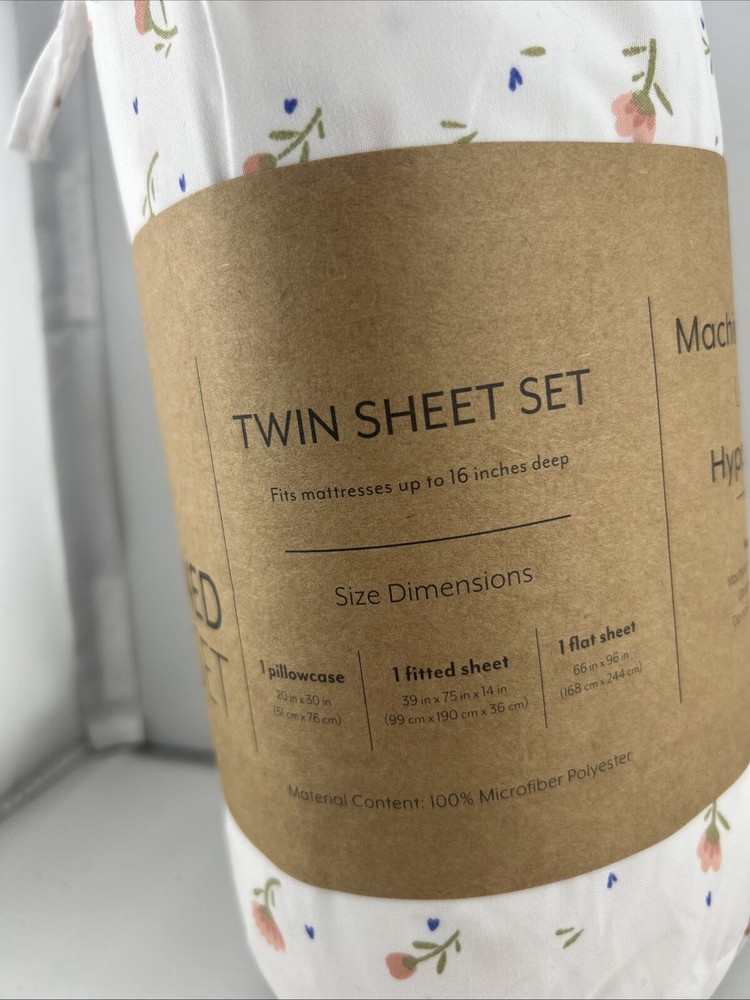 TWIN SHEET SET
Fits mattresses up to 16 inches deep
Size Dimensions
1 pillowcase
20 in x 30 in
(51 cm x 76 cm)
1 fitted sheet
39 in x 75 in x 14 in
(99 cm x 190 cm x 36 cm)
1 flat sheet
66 in x 96 in
(168 cm x 244 cm)
Material Content: 100% Microfiber Polyester